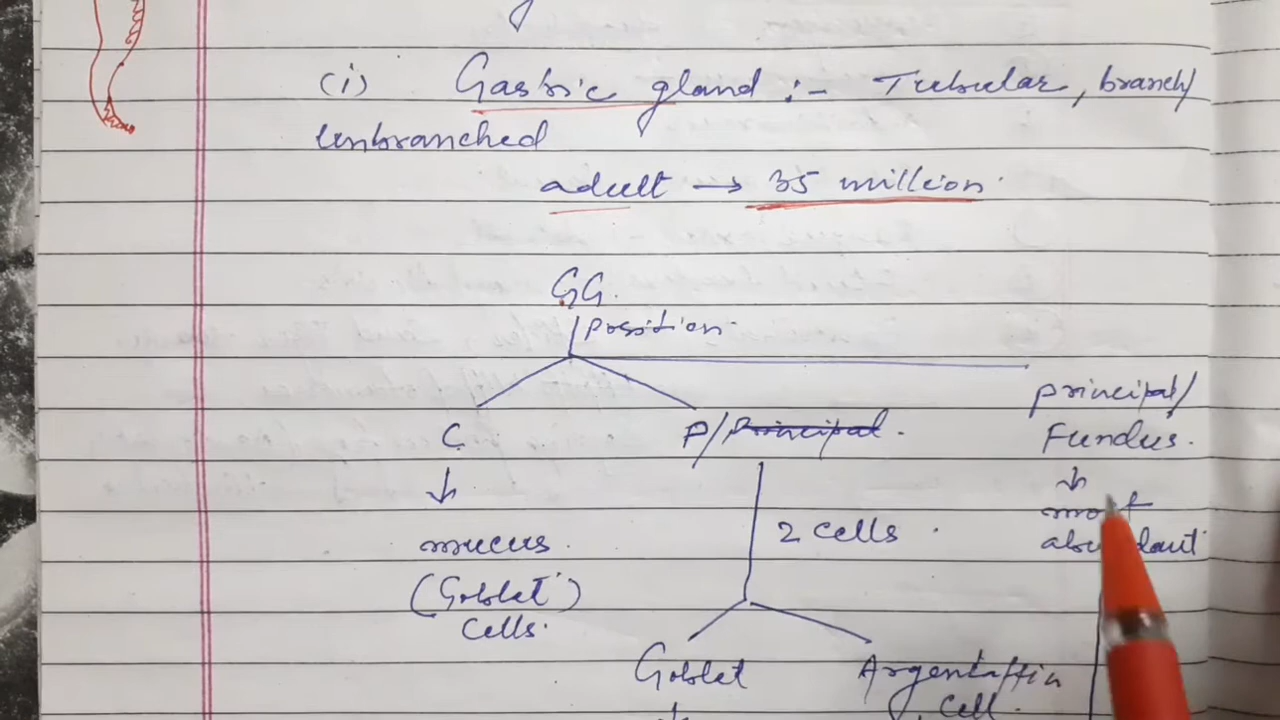 (i) Gastric gland :- Tubular, branch/
unbranched
adult → 35 million
GG.
position
principal/
C P/principal. Fundus.
↓ ↓
most
2 cells
mucus. abundant
(Goblet)
cells.
Goblet Argentaffin
cell.